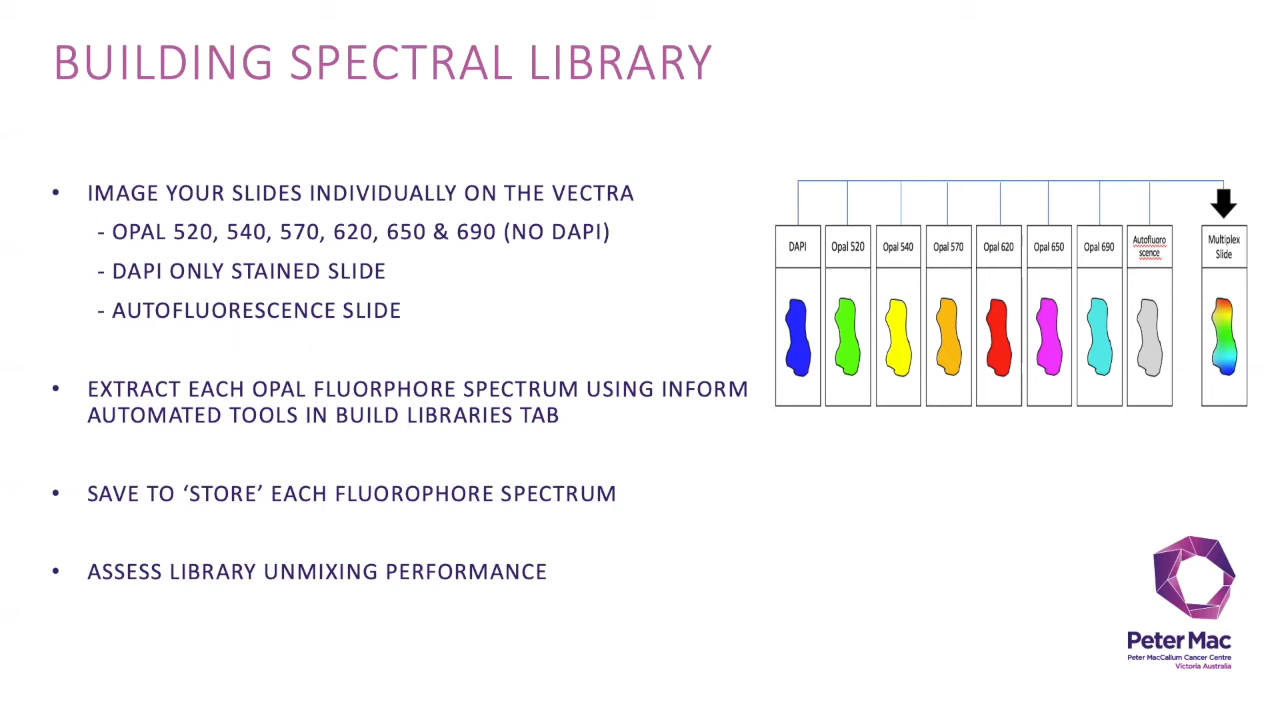 BUILDING SPECTRAL LIBRARY
• IMAGE YOUR SLIDES INDIVIDUALLY ON THE VECTRA
- OPAL 520, 540, 570, 620, 650 & 690 (NO DAPI)
- DAPI ONLY STAINED SLIDE
- AUTOFLUORESCENCE SLIDE
• EXTRACT EACH OPAL FLUORPHORE SPECTRUM USING INFORM
AUTOMATED TOOLS IN BUILD LIBRARIES TAB
• SAVE TO ‘STORE’ EACH FLUOROPHORE SPECTRUM
• ASSESS LIBRARY UNMIXING PERFORMANCE
DAPI
Opal 520
Opal 540
Opal 570
Opal 620
Opal 650
Opal 690
Autofluoro
scence
Multiplex
Slide
Peter Mac
Peter MacCallum Cancer Centre
Victoria Australia